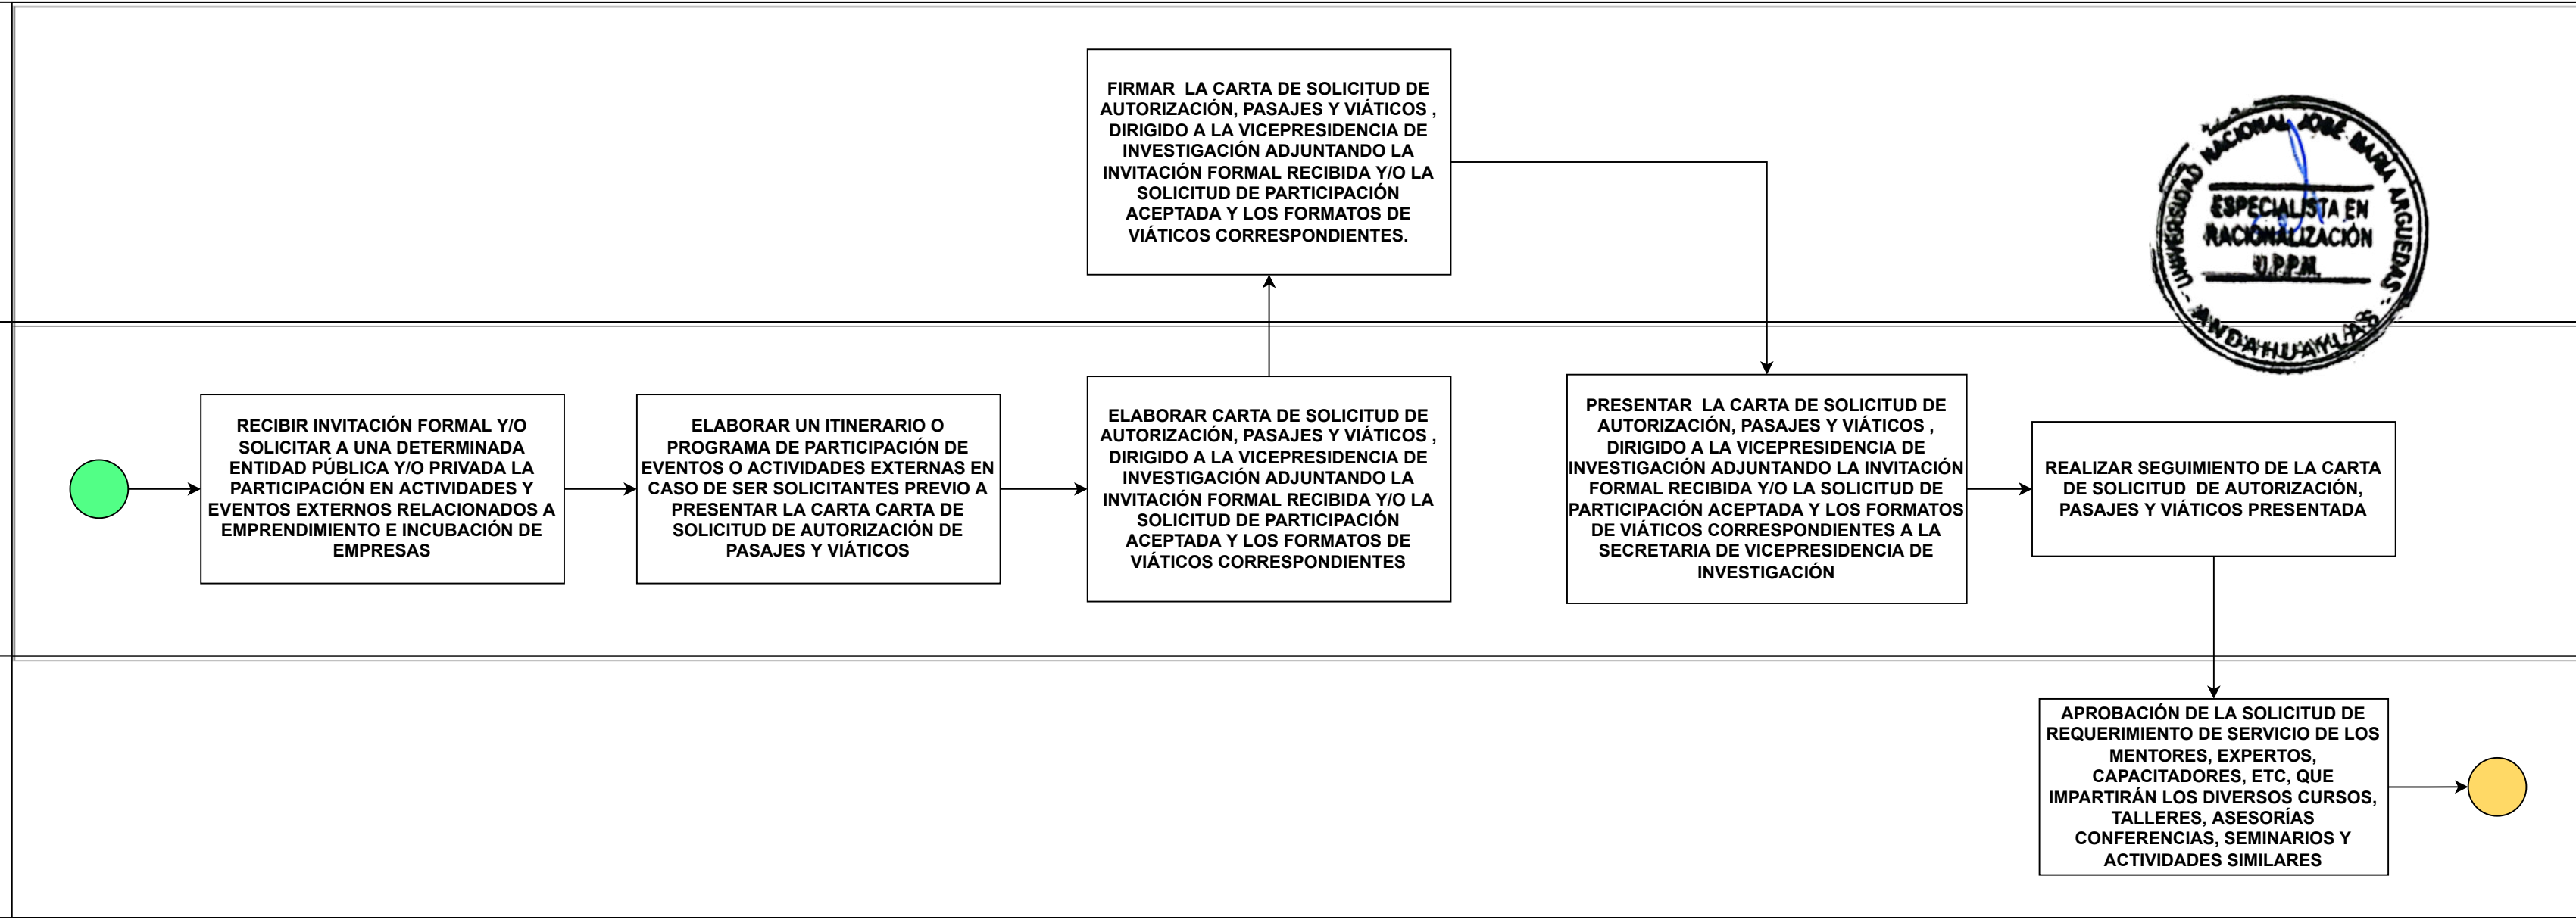 FIRMAR LA CARTA DE SOLICITUD DE
AUTORIZACIÓN, PASAJES Y VIÁTICOS ,
DIRIGIDO A LA VICEPRESIDENCIA DE
INVESTIGACIÓN ADJUNTANDO LA
INVITACIÓN FORMAL RECIBIDA Y/O LA
SOLICITUD DE PARTICIPACIÓN
ACEPTADA Y LOS FORMATOS DE
VIÁTICOS CORRESPONDIENTES.
UNIVERSIDAD NACIONAL JOSÉ MARÍA ARGUEDAS
ESPECIALISTA EN
RACIONALIZACIÓN
U.P.P.M.
- ANDAHUAYLAS -
RECIBIR INVITACIÓN FORMAL Y/O
SOLICITAR A UNA DETERMINADA
ENTIDAD PÚBLICA Y/O PRIVADA LA
PARTICIPACIÓN EN ACTIVIDADES Y
EVENTOS EXTERNOS RELACIONADOS A
EMPRENDIMIENTO E INCUBACIÓN DE
EMPRESAS
ELABORAR UN ITINERARIO O
PROGRAMA DE PARTICIPACIÓN DE
EVENTOS O ACTIVIDADES EXTERNAS EN
CASO DE SER SOLICITANTES PREVIO A
PRESENTAR LA CARTA CARTA DE
SOLICITUD DE AUTORIZACIÓN DE
PASAJES Y VIÁTICOS
ELABORAR CARTA DE SOLICITUD DE
AUTORIZACIÓN, PASAJES Y VIÁTICOS ,
DIRIGIDO A LA VICEPRESIDENCIA DE
INVESTIGACIÓN ADJUNTANDO LA
INVITACIÓN FORMAL RECIBIDA Y/O LA
SOLICITUD DE PARTICIPACIÓN
ACEPTADA Y LOS FORMATOS DE
VIÁTICOS CORRESPONDIENTES
PRESENTAR LA CARTA DE SOLICITUD DE
AUTORIZACIÓN, PASAJES Y VIÁTICOS ,
DIRIGIDO A LA VICEPRESIDENCIA DE
INVESTIGACIÓN ADJUNTANDO LA INVITACIÓN
FORMAL RECIBIDA Y/O LA SOLICITUD DE
PARTICIPACIÓN ACEPTADA Y LOS FORMATOS
DE VIÁTICOS CORRESPONDIENTES A LA
SECRETARIA DE VICEPRESIDENCIA DE
INVESTIGACIÓN
REALIZAR SEGUIMIENTO DE LA CARTA
DE SOLICITUD DE AUTORIZACIÓN,
PASAJES Y VIÁTICOS PRESENTADA
APROBACIÓN DE LA SOLICITUD DE
REQUERIMIENTO DE SERVICIO DE LOS
MENTORES, EXPERTOS,
CAPACITADORES, ETC, QUE
IMPARTIRÁN LOS DIVERSOS CURSOS,
TALLERES, ASESORÍAS
CONFERENCIAS, SEMINARIOS Y
ACTIVIDADES SIMILARES